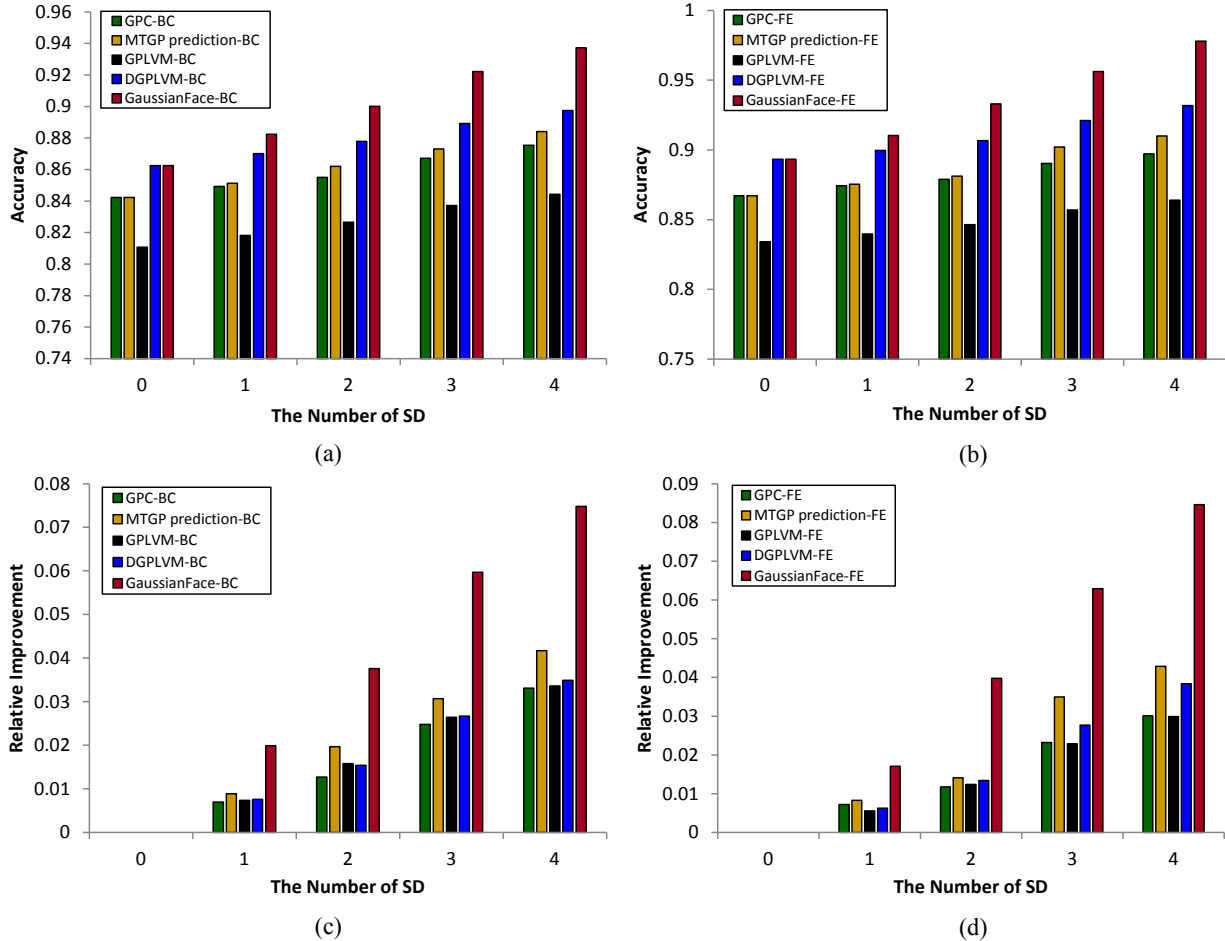 0.96
0.94
0.92
0.9
0.88
0.86
0.84
0.82
0.8
0.78
0.76
0.74
Accuracy
GPC-BC
MTGP prediction-BC
GPLVM-BC
DGPLVM-BC
GaussianFace-BC
0 1 2 3 4
The Number of SD
(a)
1
0.95
0.9
0.85
0.8
0.75
Accuracy
GPC-FE
MTGP prediction-FE
GPLVM-FE
DGPLVM-FE
GaussianFace-FE
0 1 2 3 4
The Number of SD
(b)
0.08
0.07
0.06
0.05
0.04
0.03
0.02
0.01
0
Relative Improvement
GPC-BC
MTGP prediction-BC
GPLVM-BC
DGPLVM-BC
GaussianFace-BC
0 1 2 3 4
The Number of SD
(c)
0.09
0.08
0.07
0.06
0.05
0.04
0.03
0.02
0.01
0
Relative Improvement
GPC-FE
MTGP prediction-FE
GPLVM-FE
DGPLVM-FE
GaussianFace-FE
0 1 2 3 4
The Number of SD
(d)